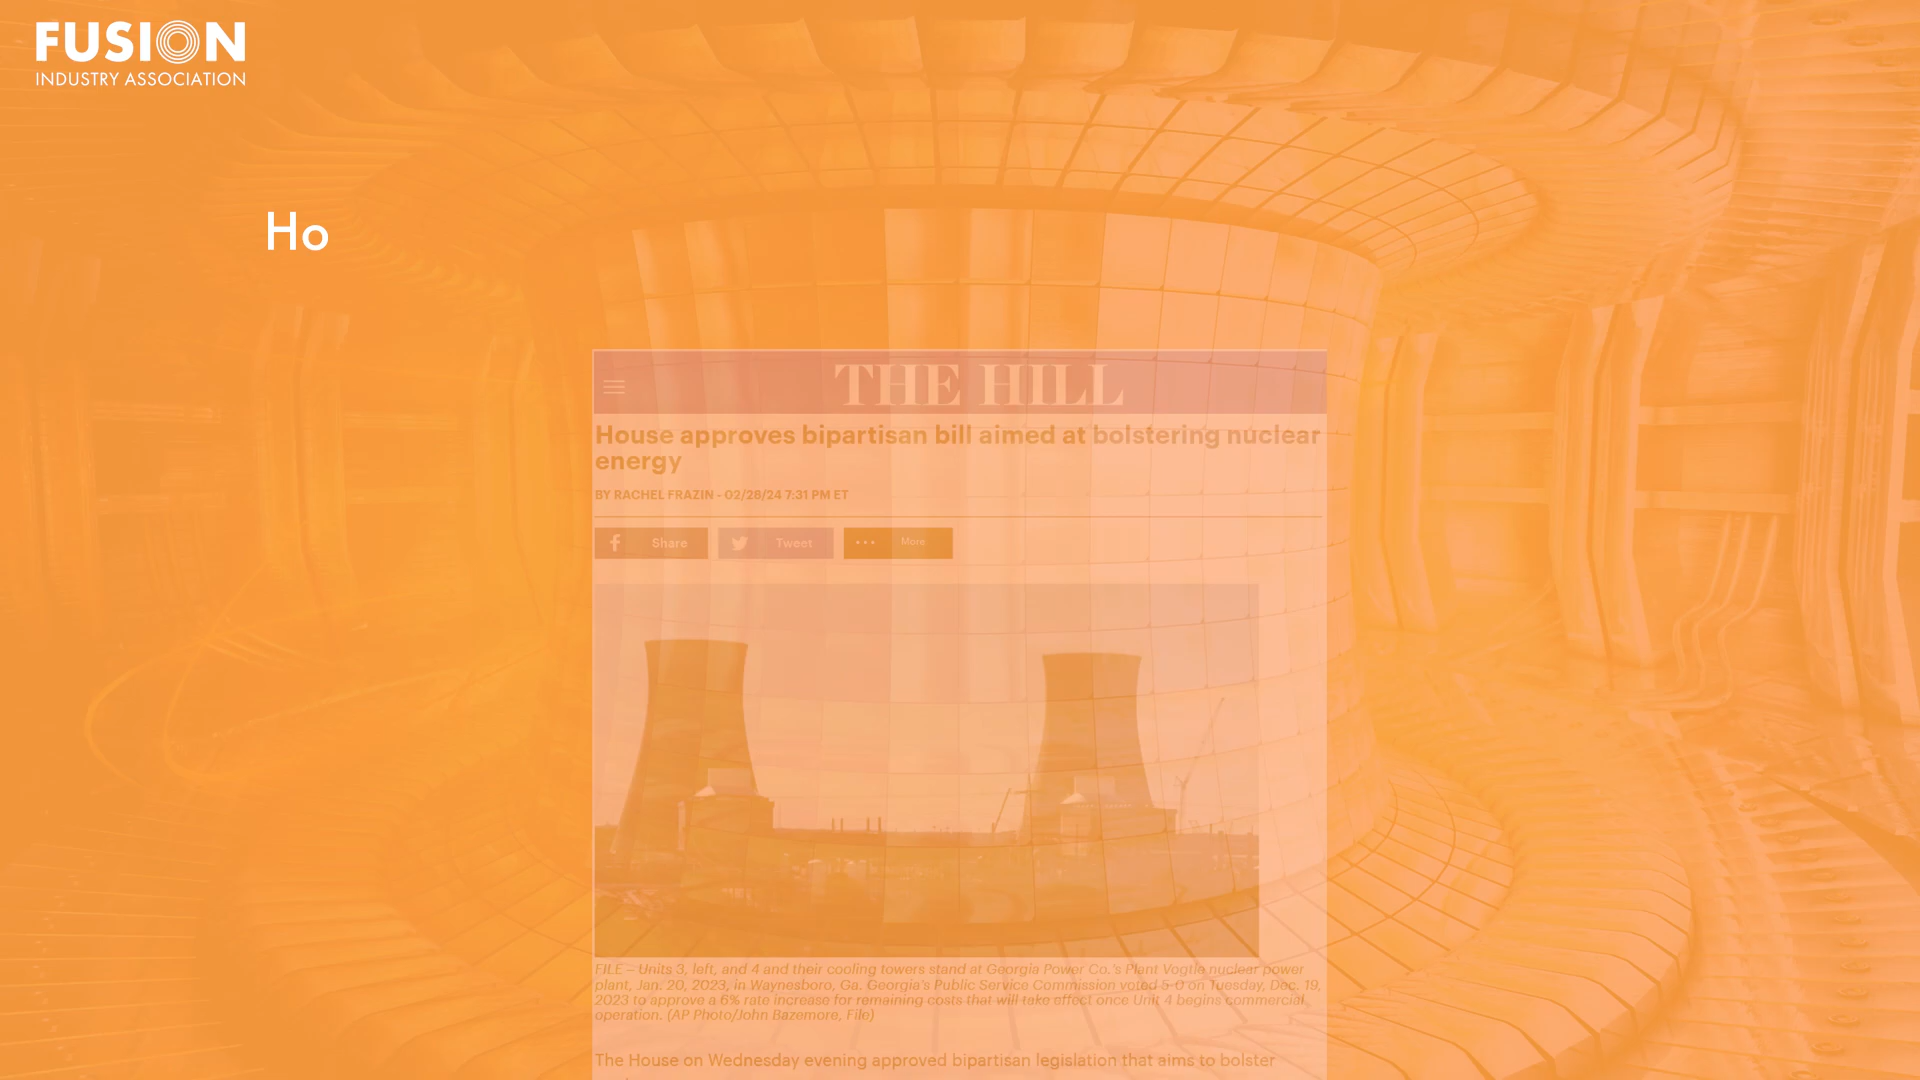 FUSION
INDUSTRY ASSOCIATION
Ho
THE HILL
House approves bipartisan bill aimed at bolstering nuclear
energy
BY RACHEL FRAZIN - 02/28/24 7:31 PM ET
Share Tweet More
FILE – Units 3, left, and 4 and their cooling towers stand at Georgia Power Co.'s Plant Vogtle nuclear power
plant, Jan. 20, 2023, in Waynesboro, Ga. Georgia's Public Service Commission voted 5-0 on Tuesday, Dec. 19,
2023 to approve a 6% rate increase for remaining costs that will take effect once Unit 4 begins commercial
operation. (AP Photo/John Bazemore, File)
The House on Wednesday evening approved bipartisan legislation that aims to bolster